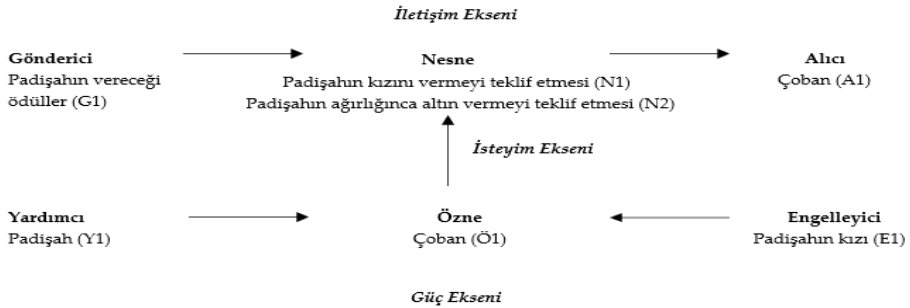 İletişim Ekseni
Gönderici
Padişahın vereceği
ödüller (G1)
Nesne
Padişahın kızını vermeyi teklif etmesi (N1)
Padişahın ağırlığınca altın vermeyi teklif etmesi (N2)
Alıcı
Çoban (A1)
İsteyim Ekseni
Yardımcı
Padişah (Y1)
Özne
Çoban (Ö1)
Engelleyici
Padişahın kızı (E1)
Güç Ekseni